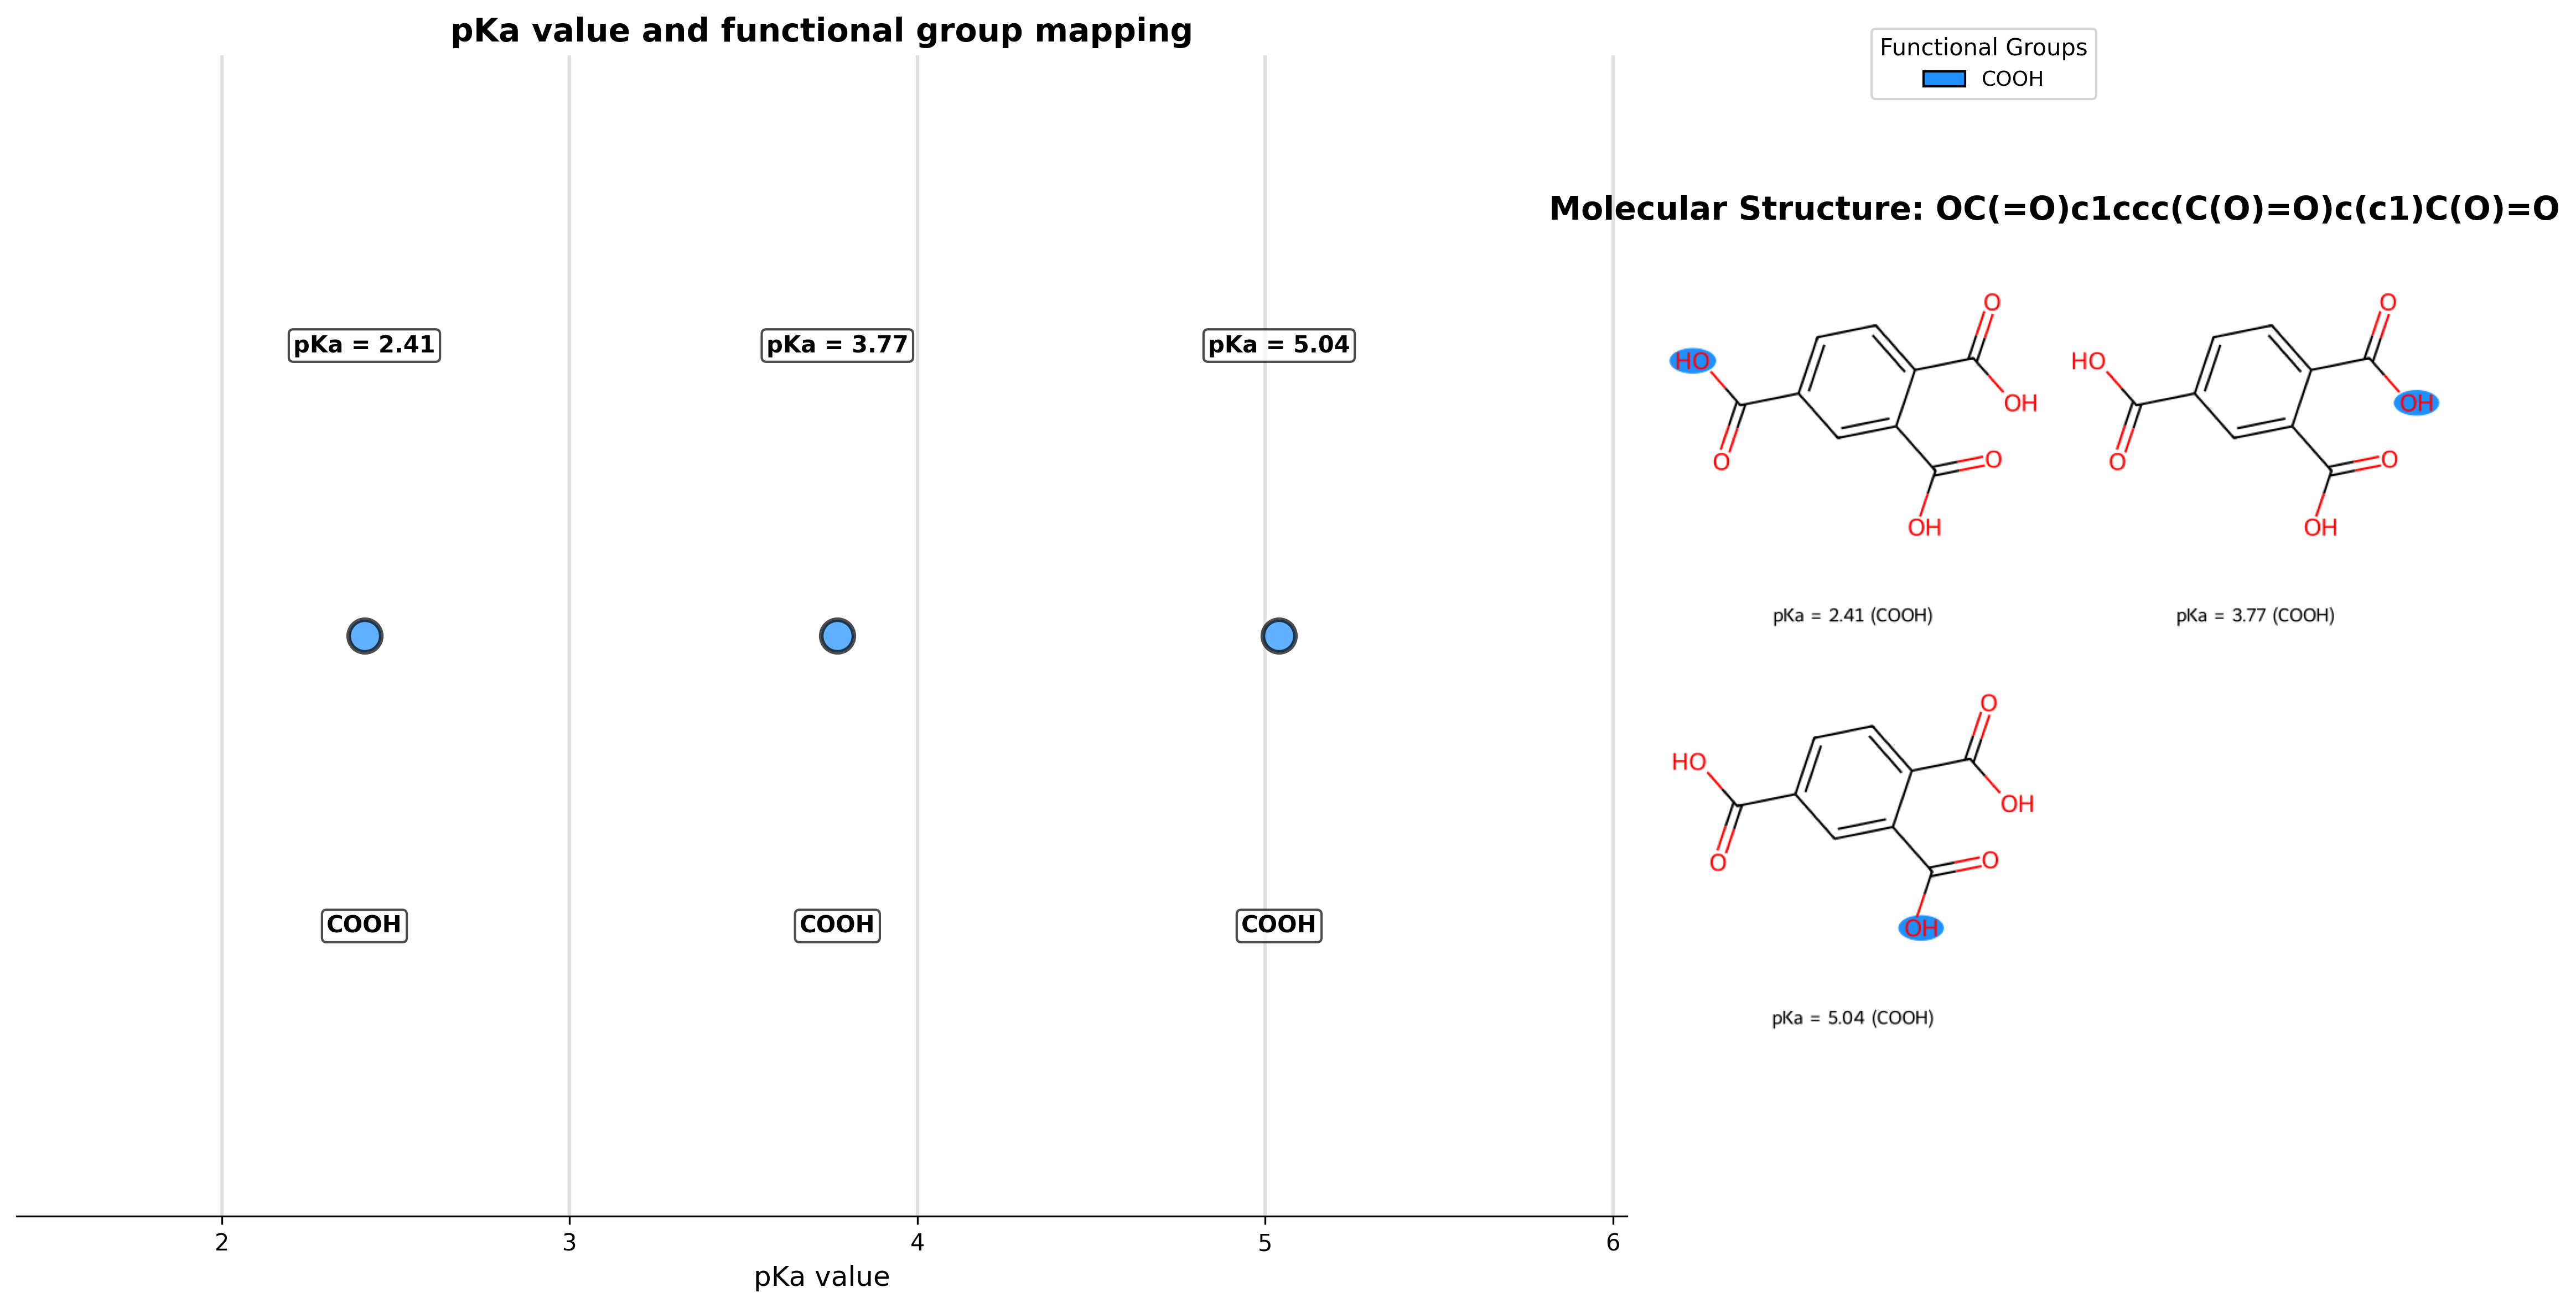 pKa value and functional group mapping
Functional Groups
COOH
Molecular Structure: OC(=O)c1ccc(C(O)=O)c(c1)C(O)=O
pKa = 2.41
pKa = 3.77
pKa = 5.04
COOH
COOH
COOH
2
3
4
5
6
pKa value
O
HO
OH
O
O
OH
pKa = 2.41 (COOH)
O
HO
OH
O
O
OH
pKa = 3.77 (COOH)
O
HO
OH
O
O
OH
pKa = 5.04 (COOH)